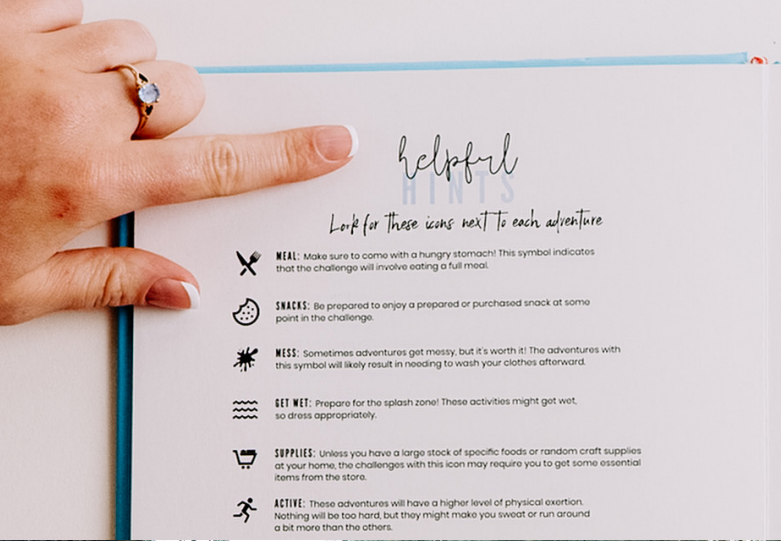 helpful
HINTS
Look for these icons next to each adventure
MEAL: Make sure to come with a hungry stomach! This symbol indicates
that the challenge will involve eating a full meal.
SNACKS: Be prepared to enjoy a prepared or purchased snack at some
point in the challenge.
MESS: Sometimes adventures get messy, but it's worth it! The adventures with
this symbol will likely result in needing to wash your clothes afterward.
GET WET: Prepare for the splash zone! These activities might get wet,
so dress appropriately.
SUPPLIES: Unless you have a large stock of specific foods or random craft supplies
at your home, the challenges with this icon may require you to get some essential
items from the store.
ACTIVE: These adventures will have a higher level of physical exertion.
Nothing will be too hard, but they might make you sweat or run around
a bit more than the others.